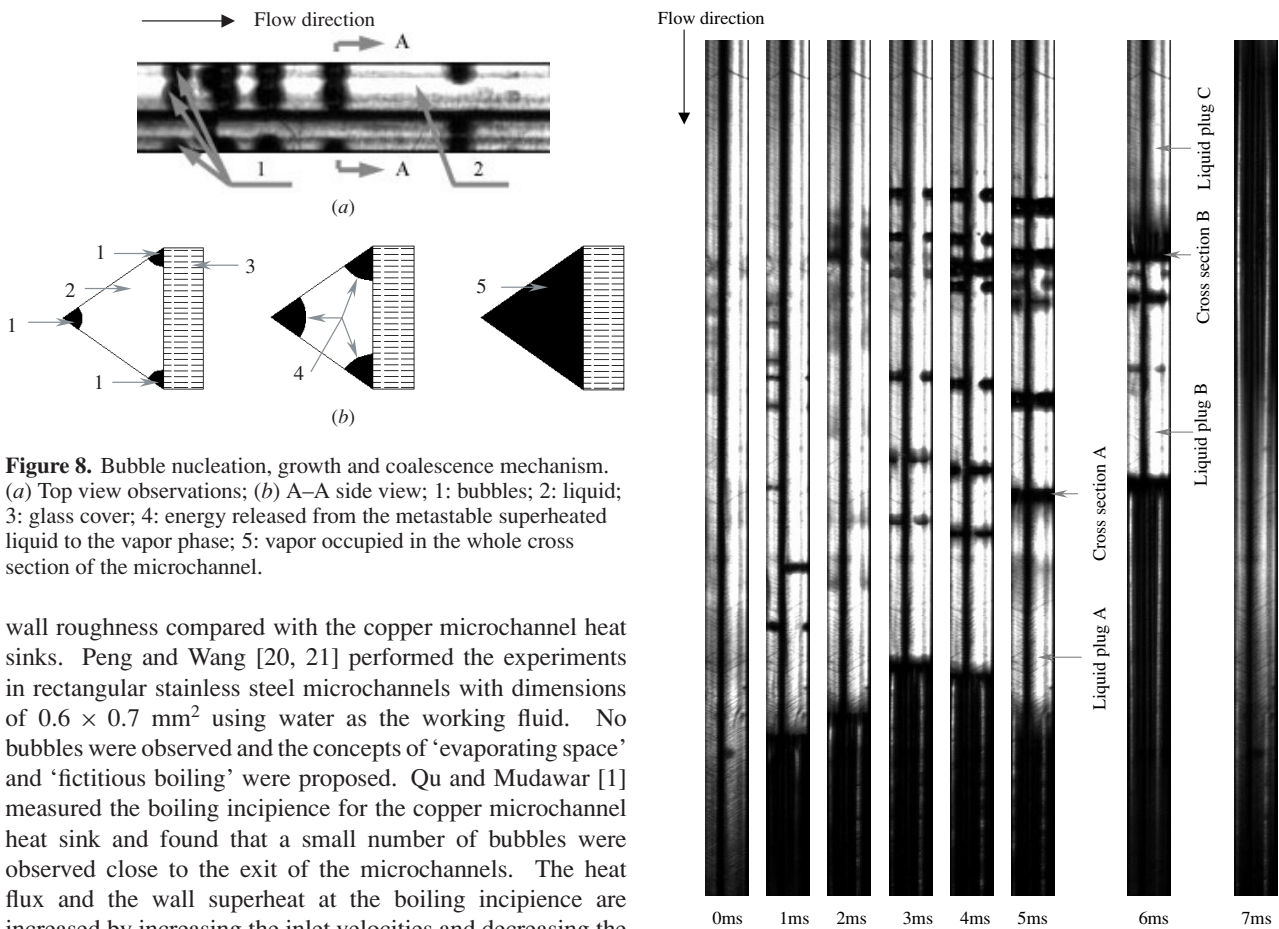 Flow direction
A
1
A
2
(a)
1
2
1
1
3
4
5
(b)
Figure 8. Bubble nucleation, growth and coalescence mechanism.
(a) Top view observations; (b) A–A side view; 1: bubbles; 2: liquid;
3: glass cover; 4: energy released from the metastable superheated
liquid to the vapor phase; 5: vapor occupied in the whole cross
section of the microchannel.
wall roughness compared with the copper microchannel heat
sinks. Peng and Wang [20, 21] performed the experiments
in rectangular stainless steel microchannels with dimensions
of 0.6 × 0.7 mm² using water as the working fluid. No
bubbles were observed and the concepts of ‘evaporating space’
and ‘fictitious boiling’ were proposed. Qu and Mudawar [1]
measured the boiling incipience for the copper microchannel
heat sink and found that a small number of bubbles were
observed close to the exit of the microchannels. The heat
flux and the wall superheat at the boiling incipience are
increased by increasing the inlet velocities and decreasing the
Flow direction
Liquid plug C
Cross section B
Liquid plug B
Cross section A
Liquid plug A
0ms
1ms
2ms
3ms
4ms
5ms
6ms
7ms